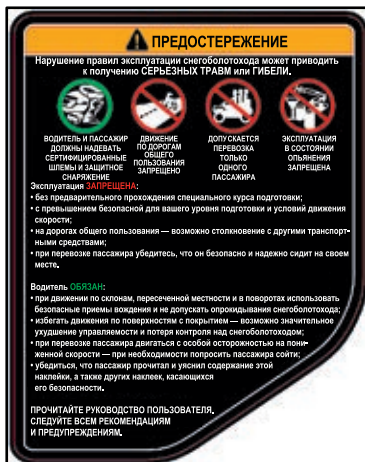 ПРЕДОСТЕРЕЖЕНИЕ
Нарушение правил эксплуатации снегоболотохода может приводить
к получению СЕРЬЕЗНЫХ ТРАВМ или ГИБЕЛИ.
ВОДИТЕЛЬ И ПАССАЖИР
ДОЛЖНЫ НАДЕВАТЬ
СЕРТИФИЦИРОВАННЫЕ
ШЛЕМЫ И ЗАЩИТНОЕ
СНАРЯЖЕНИЕ
ДВИЖЕНИЕ
ПО ДОРОГАМ
ОБЩЕГО
ПОЛЬЗОВАНИЯ
ЗАПРЕЩЕНО
ДОПУСКАЕТСЯ
ПЕРЕВОЗКА
ТОЛЬКО
ОДНОГО
ПАССАЖИРА
ЭКСПЛУАТАЦИЯ
В СОСТОЯНИИ
ОПЬЯНЕНИЯ
ЗАПРЕЩЕНА
Эксплуатация ЗАПРЕЩЕНА:
• без предварительного прохождения специального курса подготовки;
• с превышением безопасной для вашего уровня подготовки и условий движения
скорости;
• на дорогах общего пользования — возможно столкновение с другими транспорт-
ными средствами;
• при перевозке пассажира убедитесь, что он безопасно и надежно сидит на своем
месте.
Водитель ОБЯЗАН:
• при движении по склонам, пересеченной местности и в поворотах использовать
безопасные приемы вождения и не допускать опрокидывания снегоболотохода;
• избегать движения по поверхностям с покрытием — возможно значительное
ухудшение управляемости и потеря контроля над снегоболотоходом;
• при перевозке пассажира двигаться с особой осторожностью на пони-
женной скорости — при необходимости попросить пассажира сойти;
• убедиться, что пассажир прочитал и уяснил содержание этой
наклейки, а также других наклеек, касающихся
его безопасности.
ПРОЧИТАЙТЕ РУКОВОДСТВО ПОЛЬЗОВАТЕЛЯ.
СЛЕДУЙТЕ ВСЕМ РЕКОМЕНДАЦИЯМ
И ПРЕДУПРЕЖДЕНИЯМ.